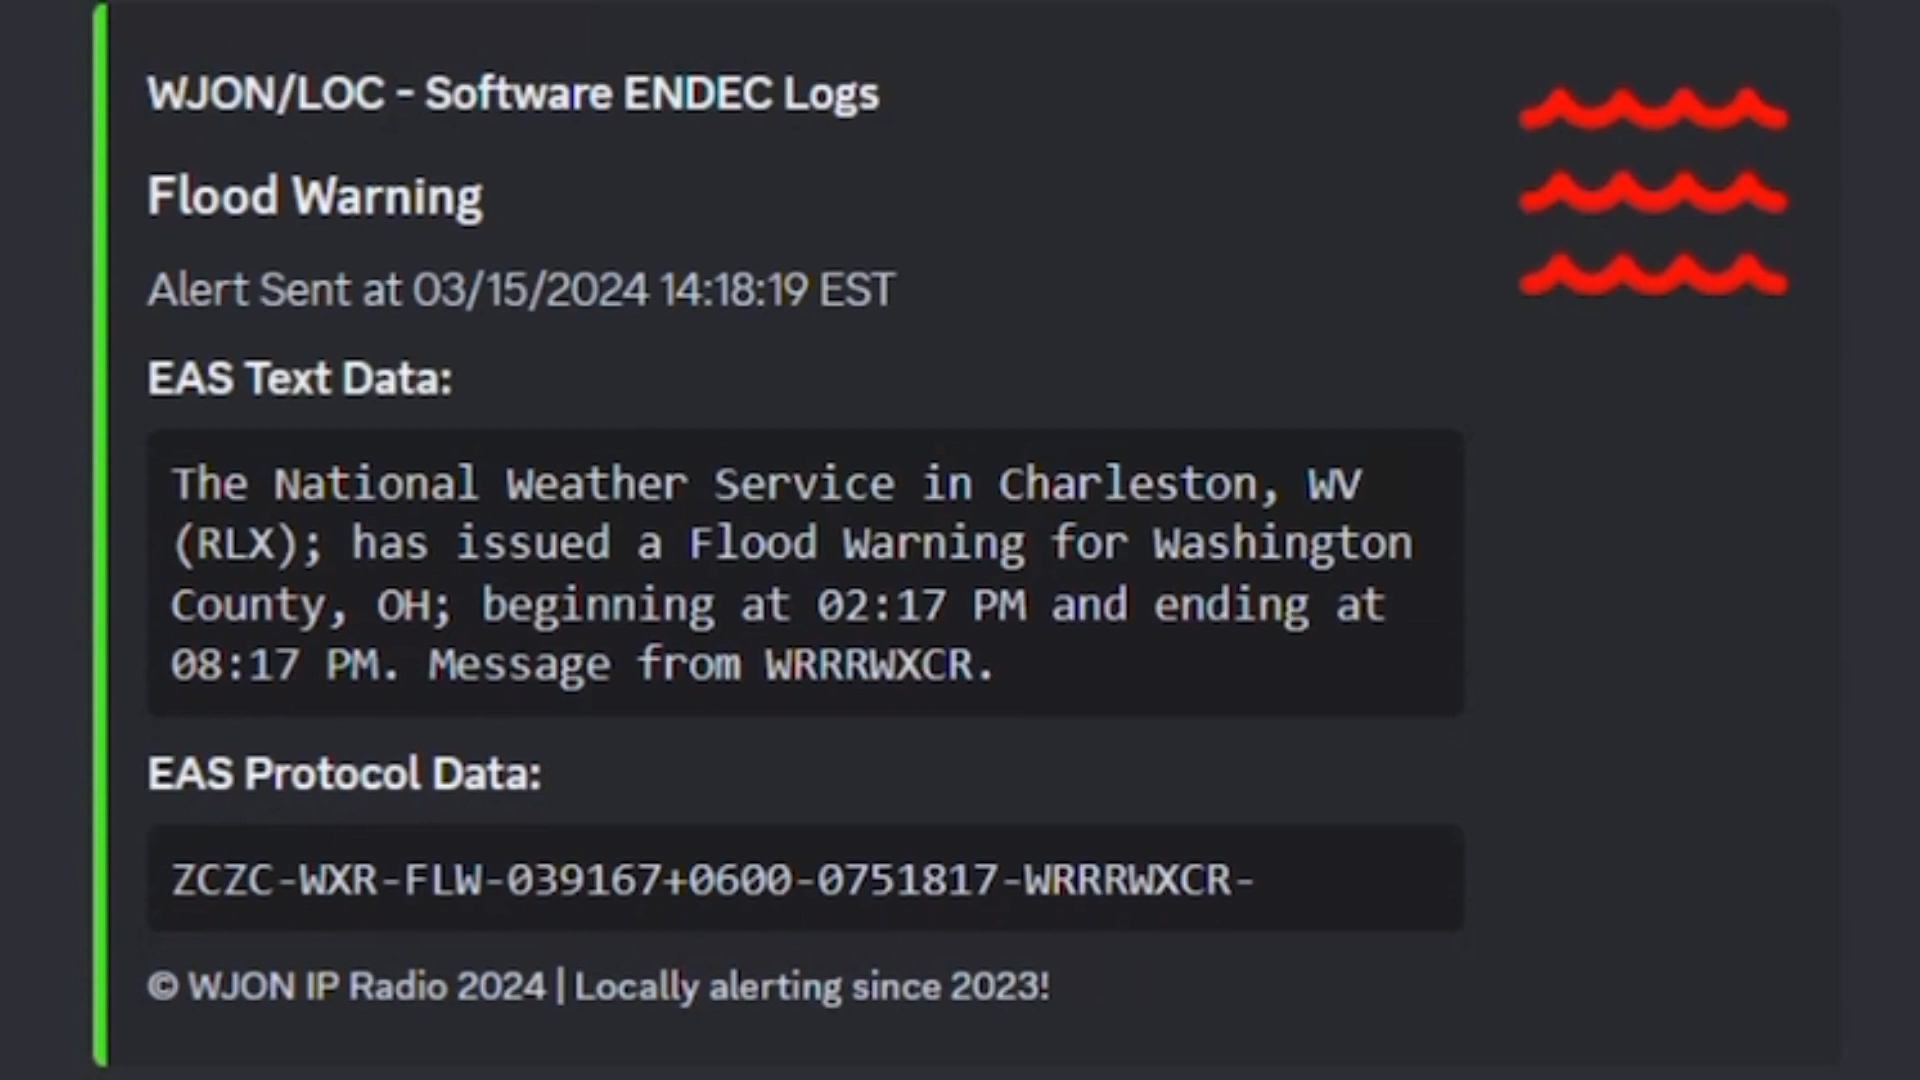 WJON/LOC - Software ENDEC Logs
Flood Warning
Alert Sent at 03/15/2024 14:18:19 EST
EAS Text Data:
The National Weather Service in Charleston, WV
(RLX); has issued a Flood Warning for Washington
County, OH; beginning at 02:17 PM and ending at
08:17 PM. Message from WRRRWXCR.
EAS Protocol Data:
ZCZC-WXR-FLW-039167+0600-0751817-WRRRWXCR-
© WJON IP Radio 2024 | Locally alerting since 2023!